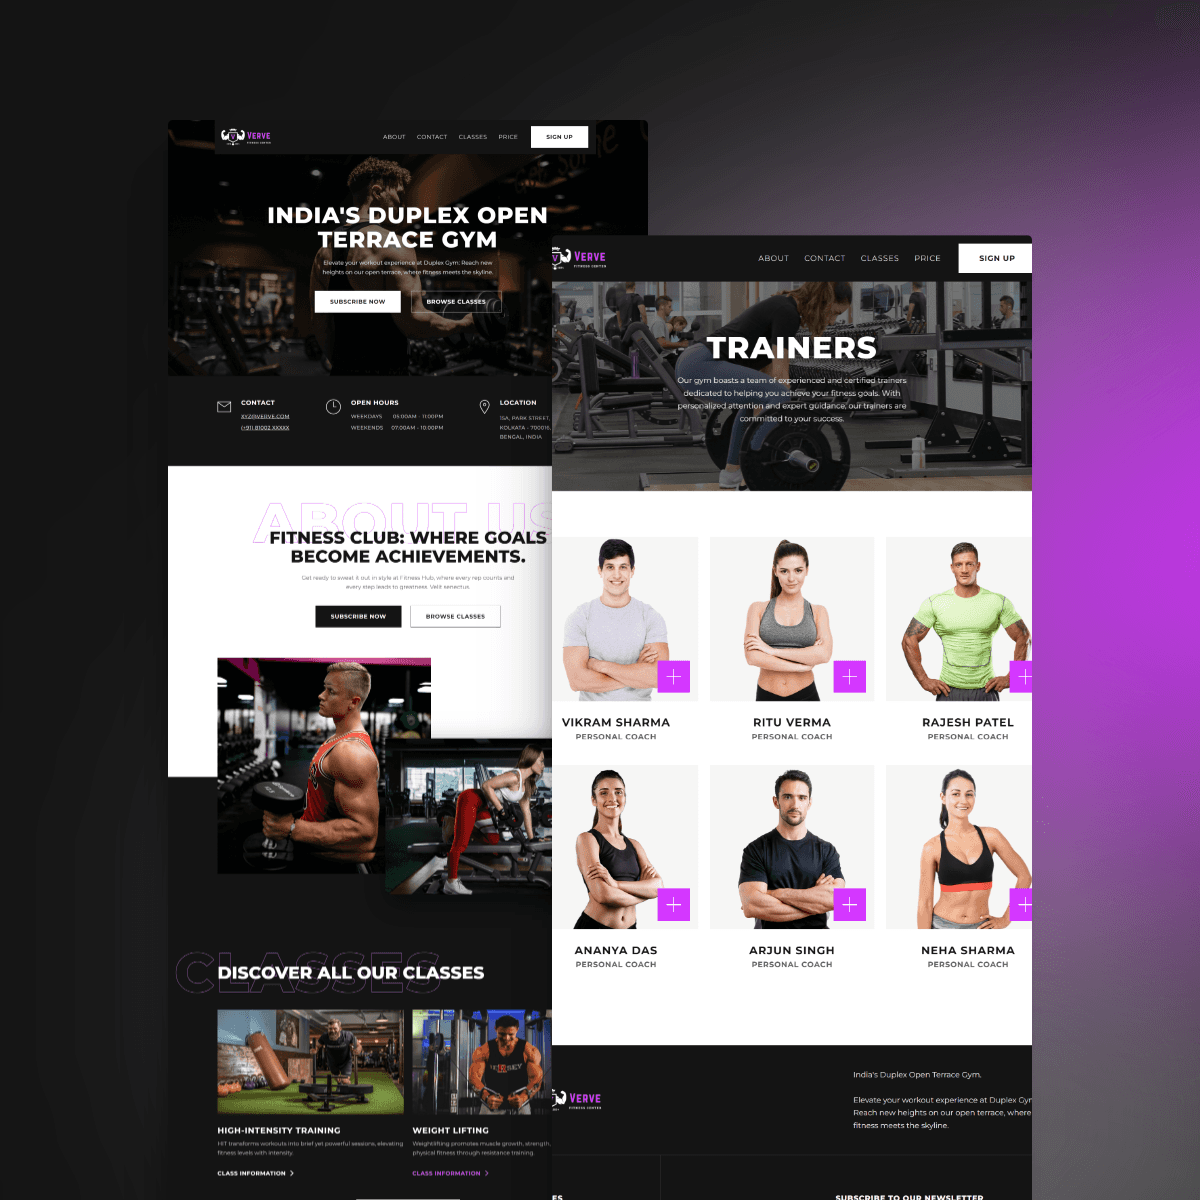 VERVE
FITNESS CENTER
ABOUT CONTACT CLASSES PRICE SIGN UP
INDIA'S DUPLEX OPEN
TERRACE GYM
Elevate your workout experience at Duplex Gym: Reach new
heights on our open terrace, where fitness meets the skyline.
SUBSCRIBE NOW BROWSE CLASSES
CONTACT
XYZ@VERVE.COM
(+91) 81002 XXXXX
OPEN HOURS
WEEKDAYS 05:00AM - 11:00PM
WEEKENDS 07:00AM - 10:00PM
LOCATION
15A, PARK STREET,
KOLKATA - 700016,
BENGAL, INDIA
ABOUT US
FITNESS CLUB: WHERE GOALS
BECOME ACHIEVEMENTS.
Get ready to sweat it out in style at Fitness Hub, where every rep counts and
every step leads to greatness. Velit senectus.
SUBSCRIBE NOW BROWSE CLASSES
CLASSES
DISCOVER ALL OUR CLASSES
HIGH-INTENSITY TRAINING
HIT transforms workouts into brief yet powerful sessions, elevating
fitness levels with intensity.
CLASS INFORMATION
WEIGHT LIFTING
Weightlifting promotes muscle growth, strength,
physical fitness through resistance training.
CLASS INFORMATION
VERVE
FITNESS CENTER
ABOUT CONTACT CLASSES PRICE SIGN UP
TRAINERS
Our gym boasts a team of experienced and certified trainers
dedicated to helping you achieve your fitness goals. With
personalized attention and expert guidance, our trainers are
committed to your success.
VIKRAM SHARMA
PERSONAL COACH
RITU VERMA
PERSONAL COACH
RAJESH PATEL
PERSONAL COACH
ANANYA DAS
PERSONAL COACH
ARJUN SINGH
PERSONAL COACH
NEHA SHARMA
PERSONAL COACH
VERVE
FITNESS CENTER
India's Duplex Open Terrace Gym.
Elevate your workout experience at Duplex Gym
Reach new heights on our open terrace, where
fitness meets the skyline.
ES
SUBSCRIBE TO OUR NEWSLETTER